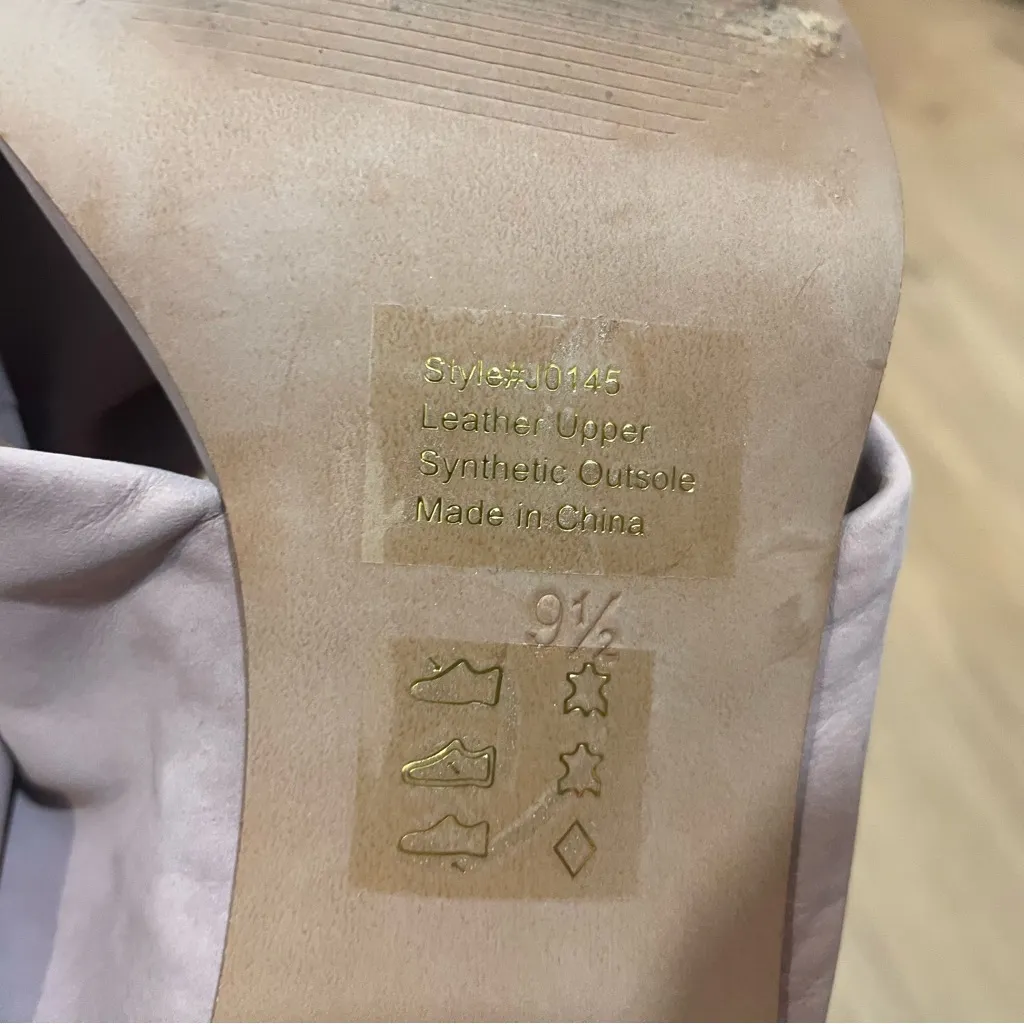 Style#J0145
Leather Upper
Synthetic Outsole
Made in China
9½